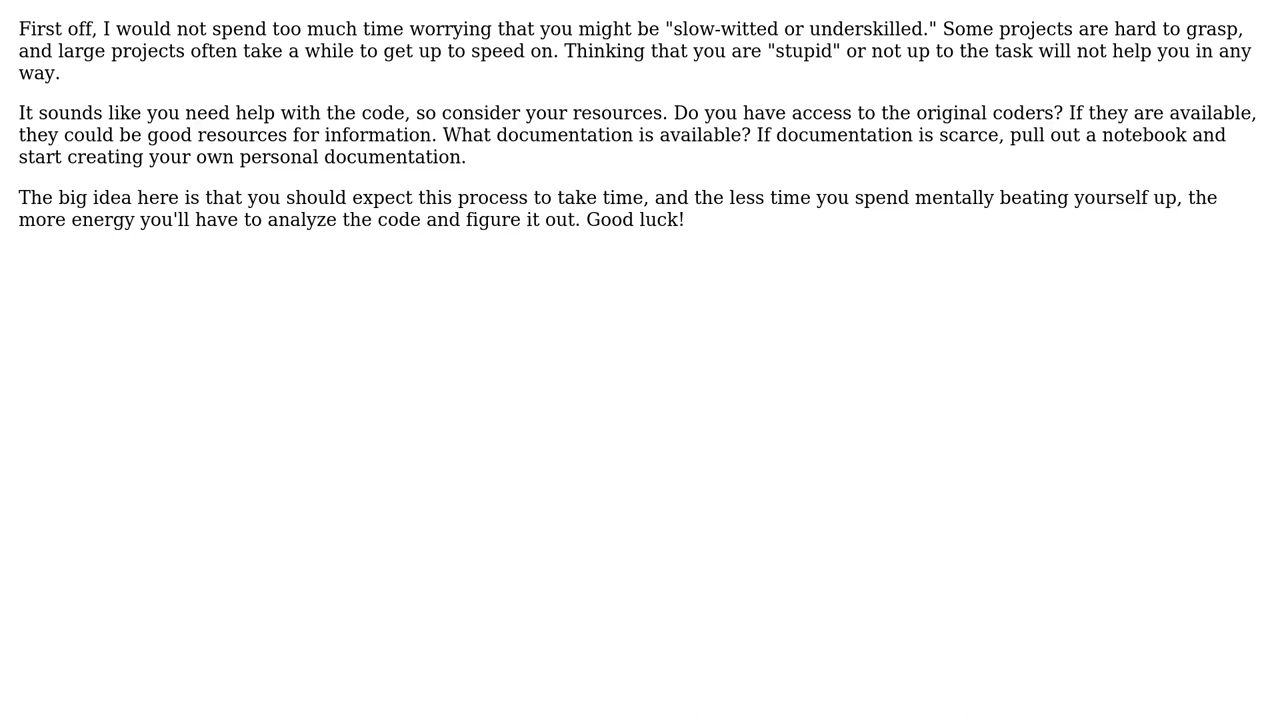 First off, I would not spend too much time worrying that you might be "slow-witted or underskilled." Some projects are hard to grasp,
and large projects often take a while to get up to speed on. Thinking that you are "stupid" or not up to the task will not help you in any
way.
It sounds like you need help with the code, so consider your resources. Do you have access to the original coders? If they are available,
they could be good resources for information. What documentation is available? If documentation is scarce, pull out a notebook and
start creating your own personal documentation.
The big idea here is that you should expect this process to take time, and the less time you spend mentally beating yourself up, the
more energy you'll have to analyze the code and figure it out. Good luck!